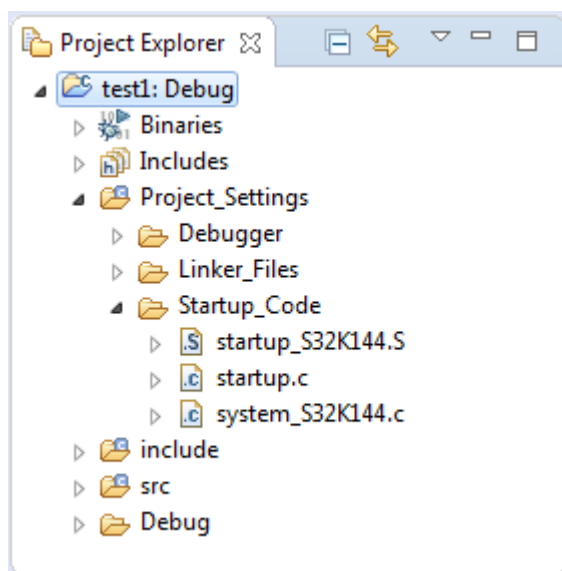 Project Explorer
test1: Debug
Binaries
Includes
Project_Settings
Debugger
Linker_Files
Startup_Code
.S startup_S32K144.S
.c startup.c
.c system_S32K144.c
include
src
Debug